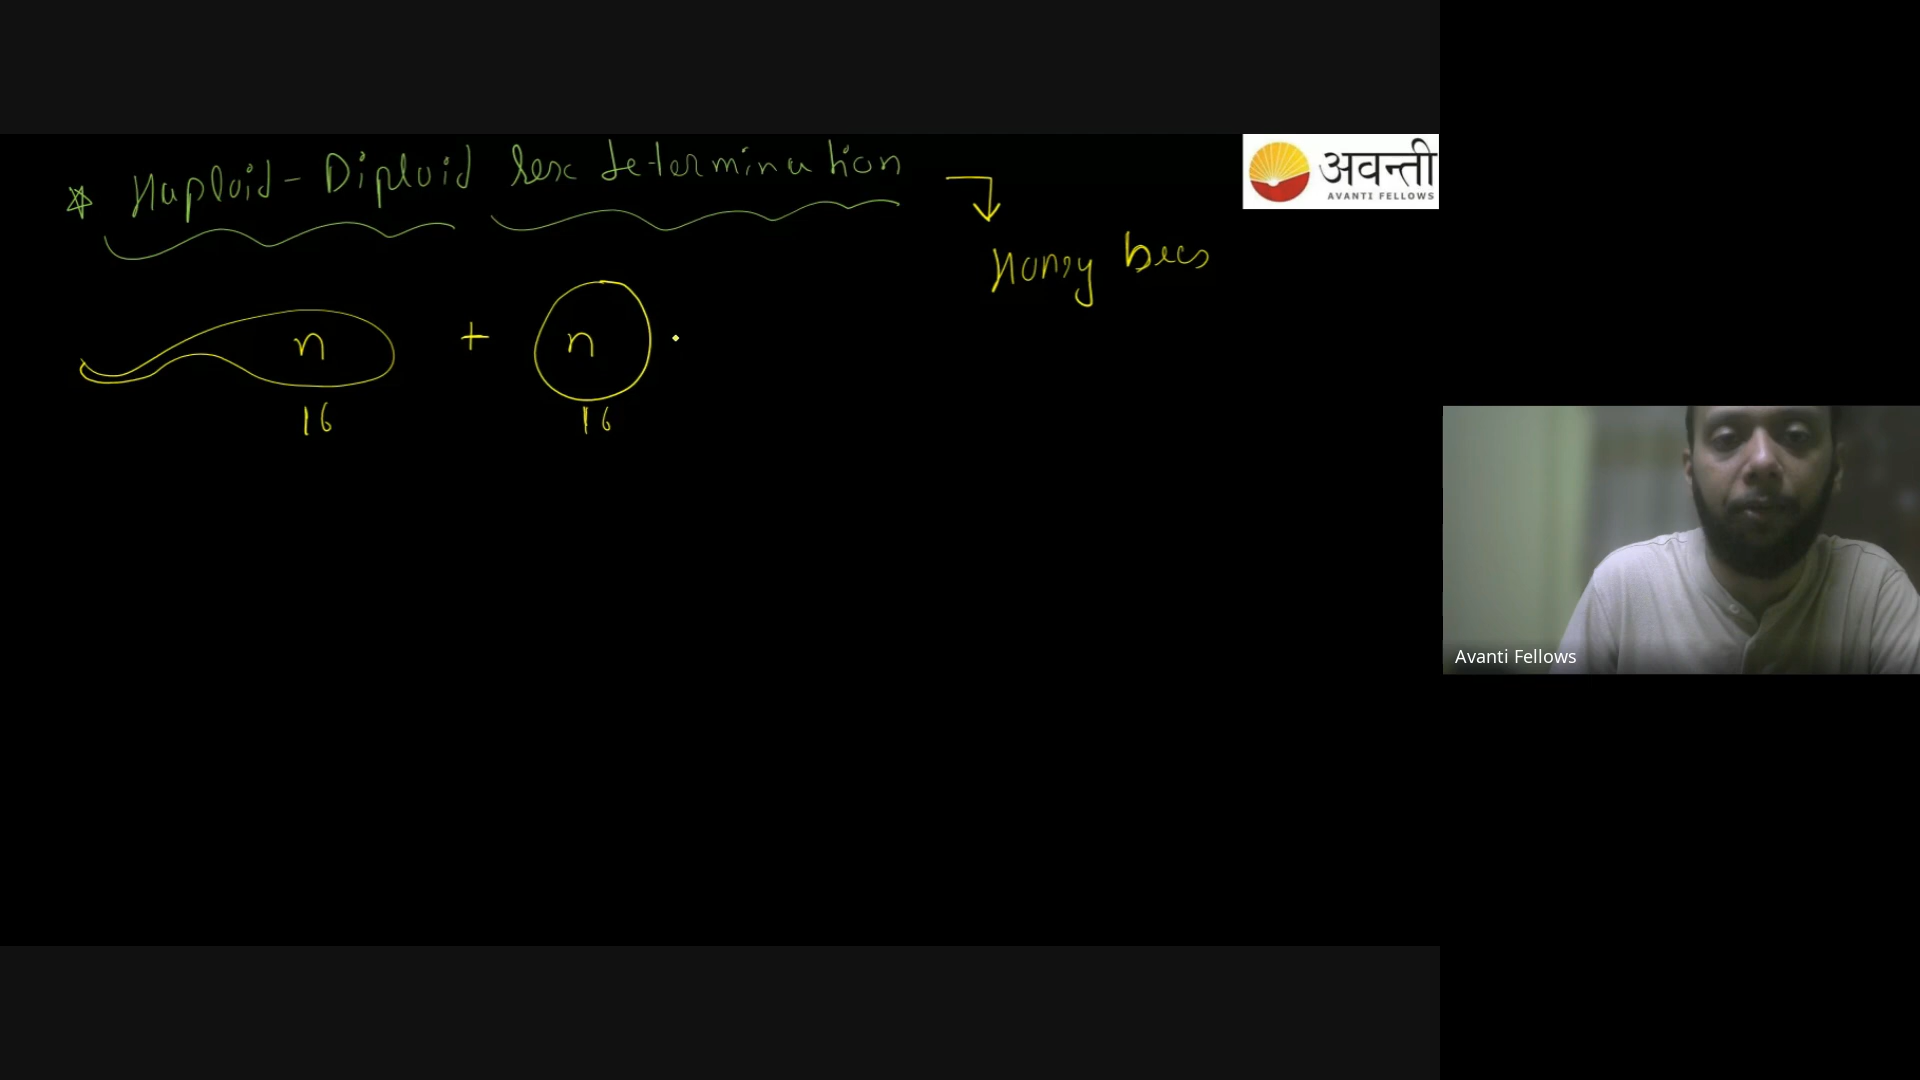 * Haploid - Diploid Sex determination
Honey bees
अवन्ती
AVANTI FELLOWS
n + n
16 16
Avanti Fellows